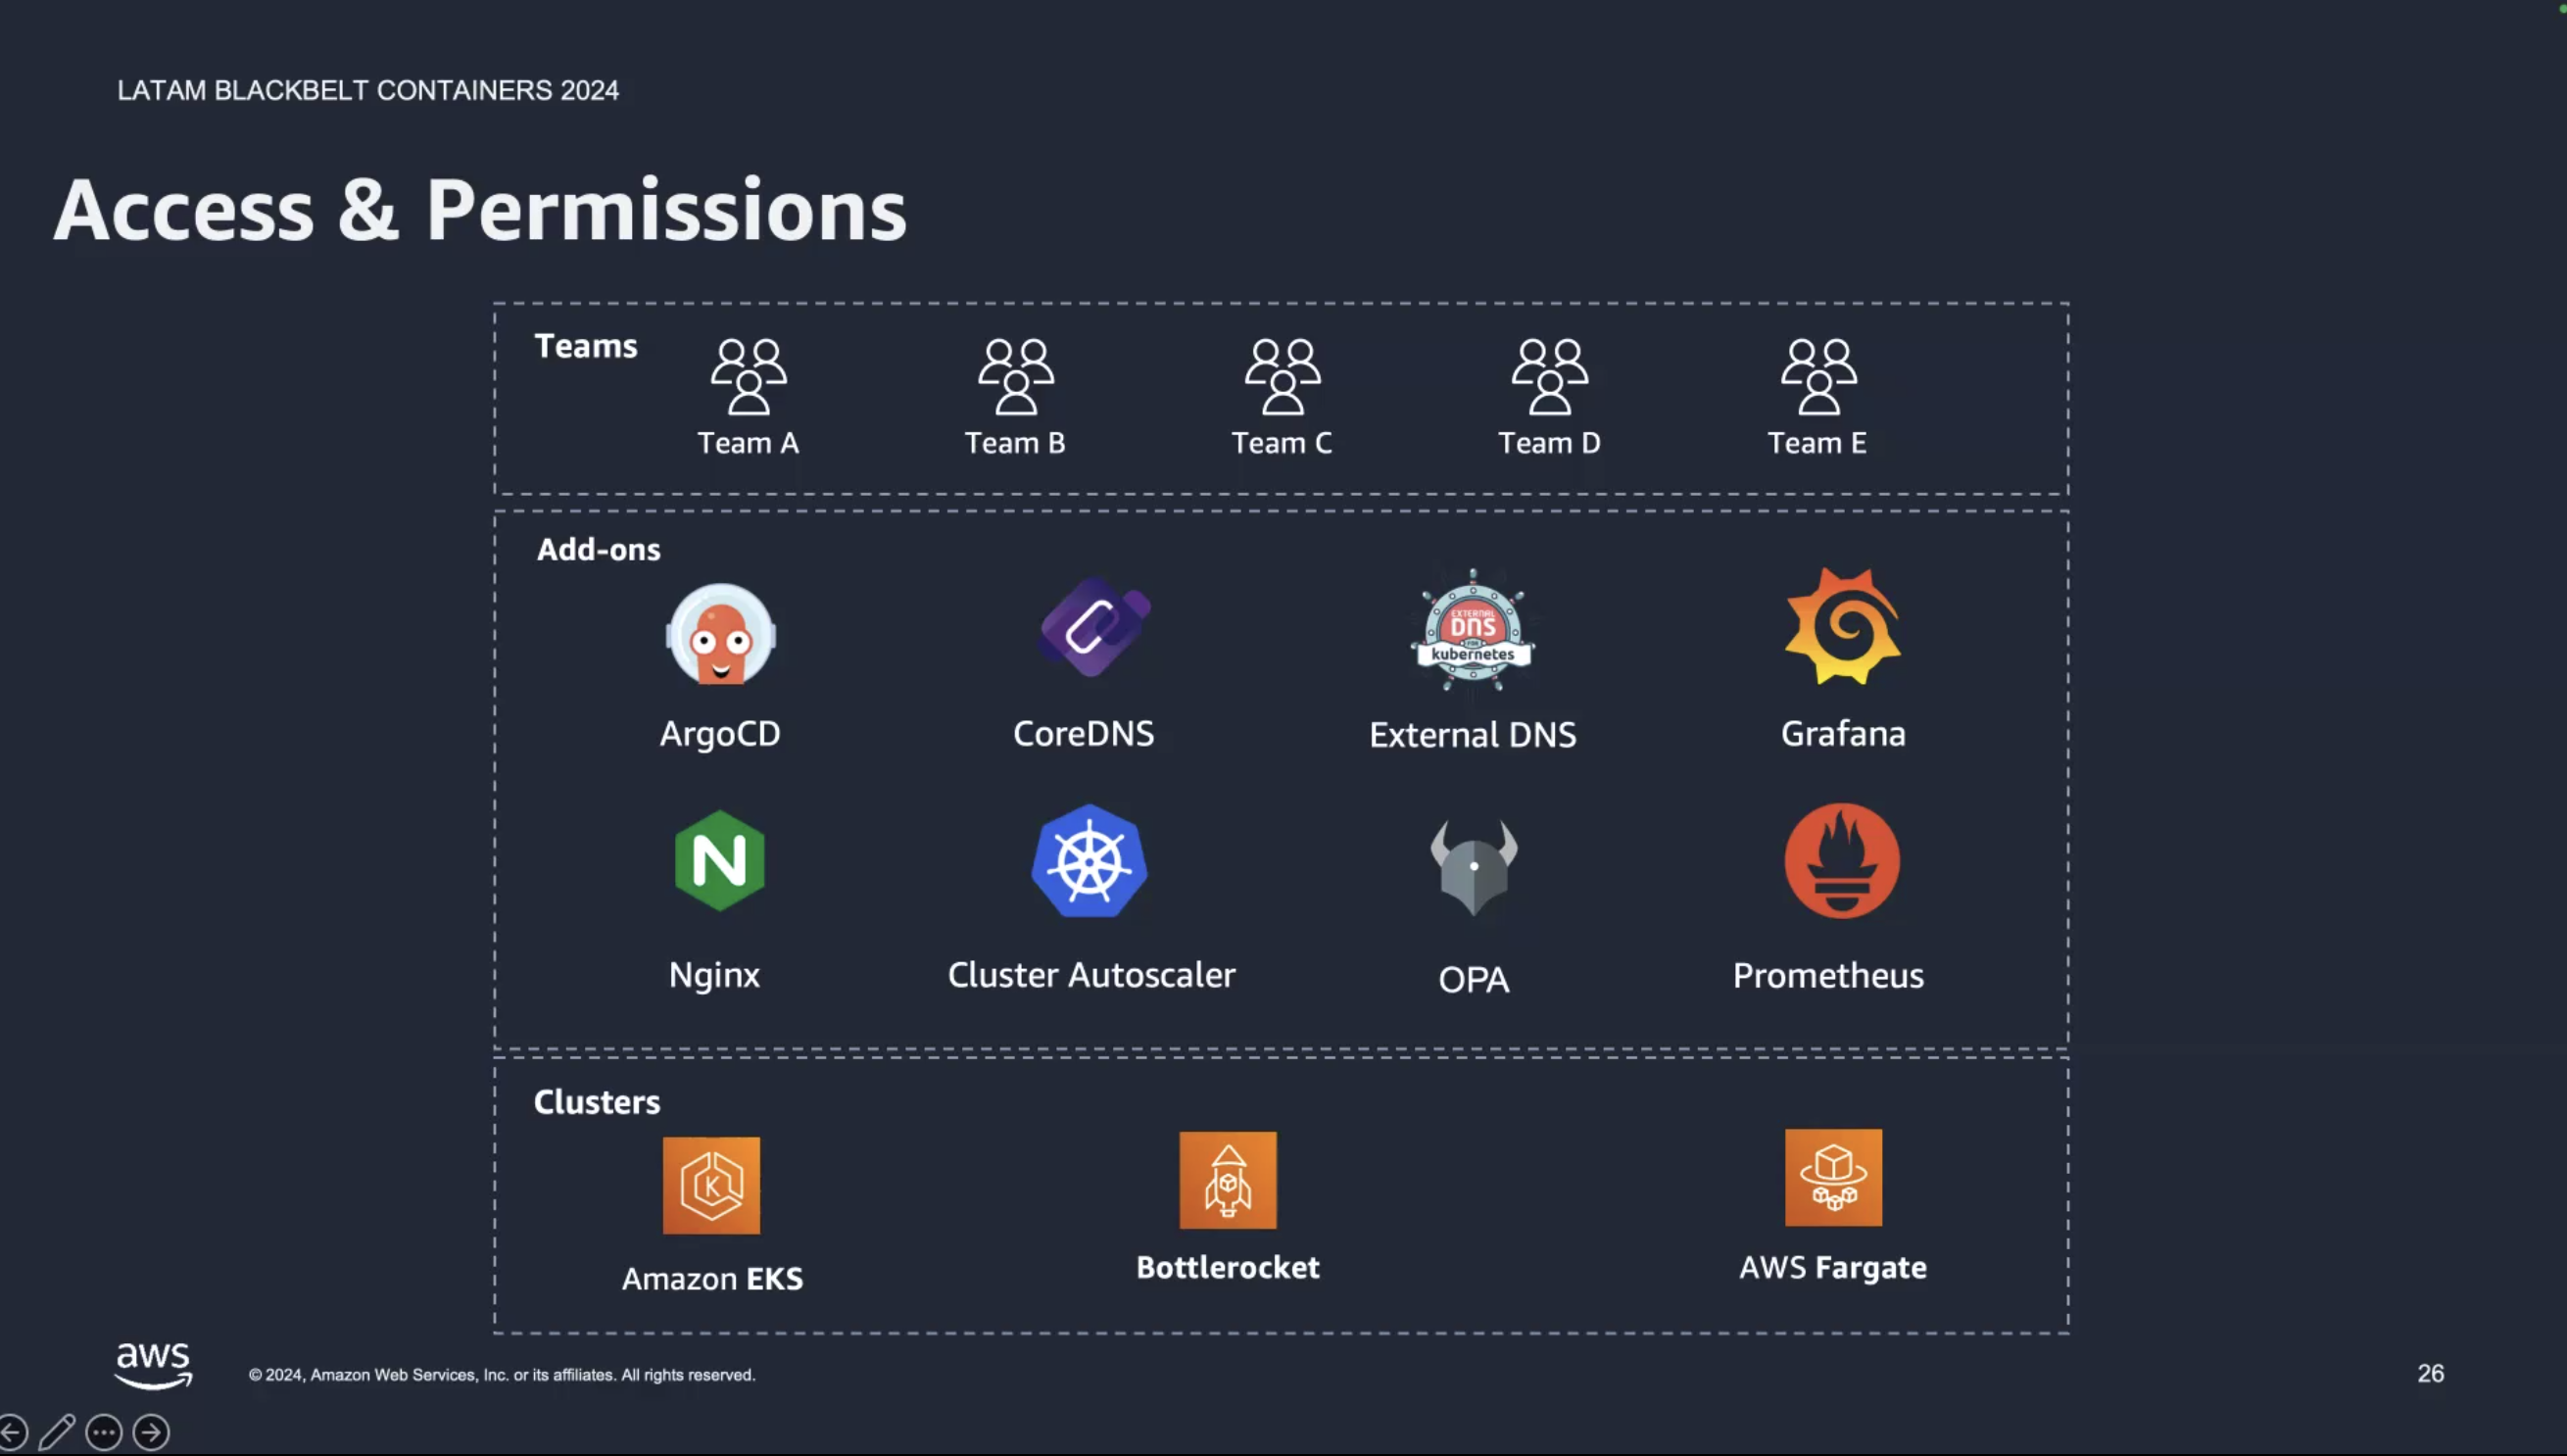 LATAM BLACKBELT CONTAINERS 2024
Access & Permissions
Teams
Team A
Team B
Team C
Team D
Team E
Add-ons
EXTERNAL
DNS
FOR
kubernetes
ArgoCD
CoreDNS
External DNS
Grafana
N
Nginx
Cluster Autoscaler
OPA
Prometheus
Clusters
K
Amazon EKS
Bottlerocket
AWS Fargate
aws
© 2024, Amazon Web Services, Inc. or its affiliates. All rights reserved.
26